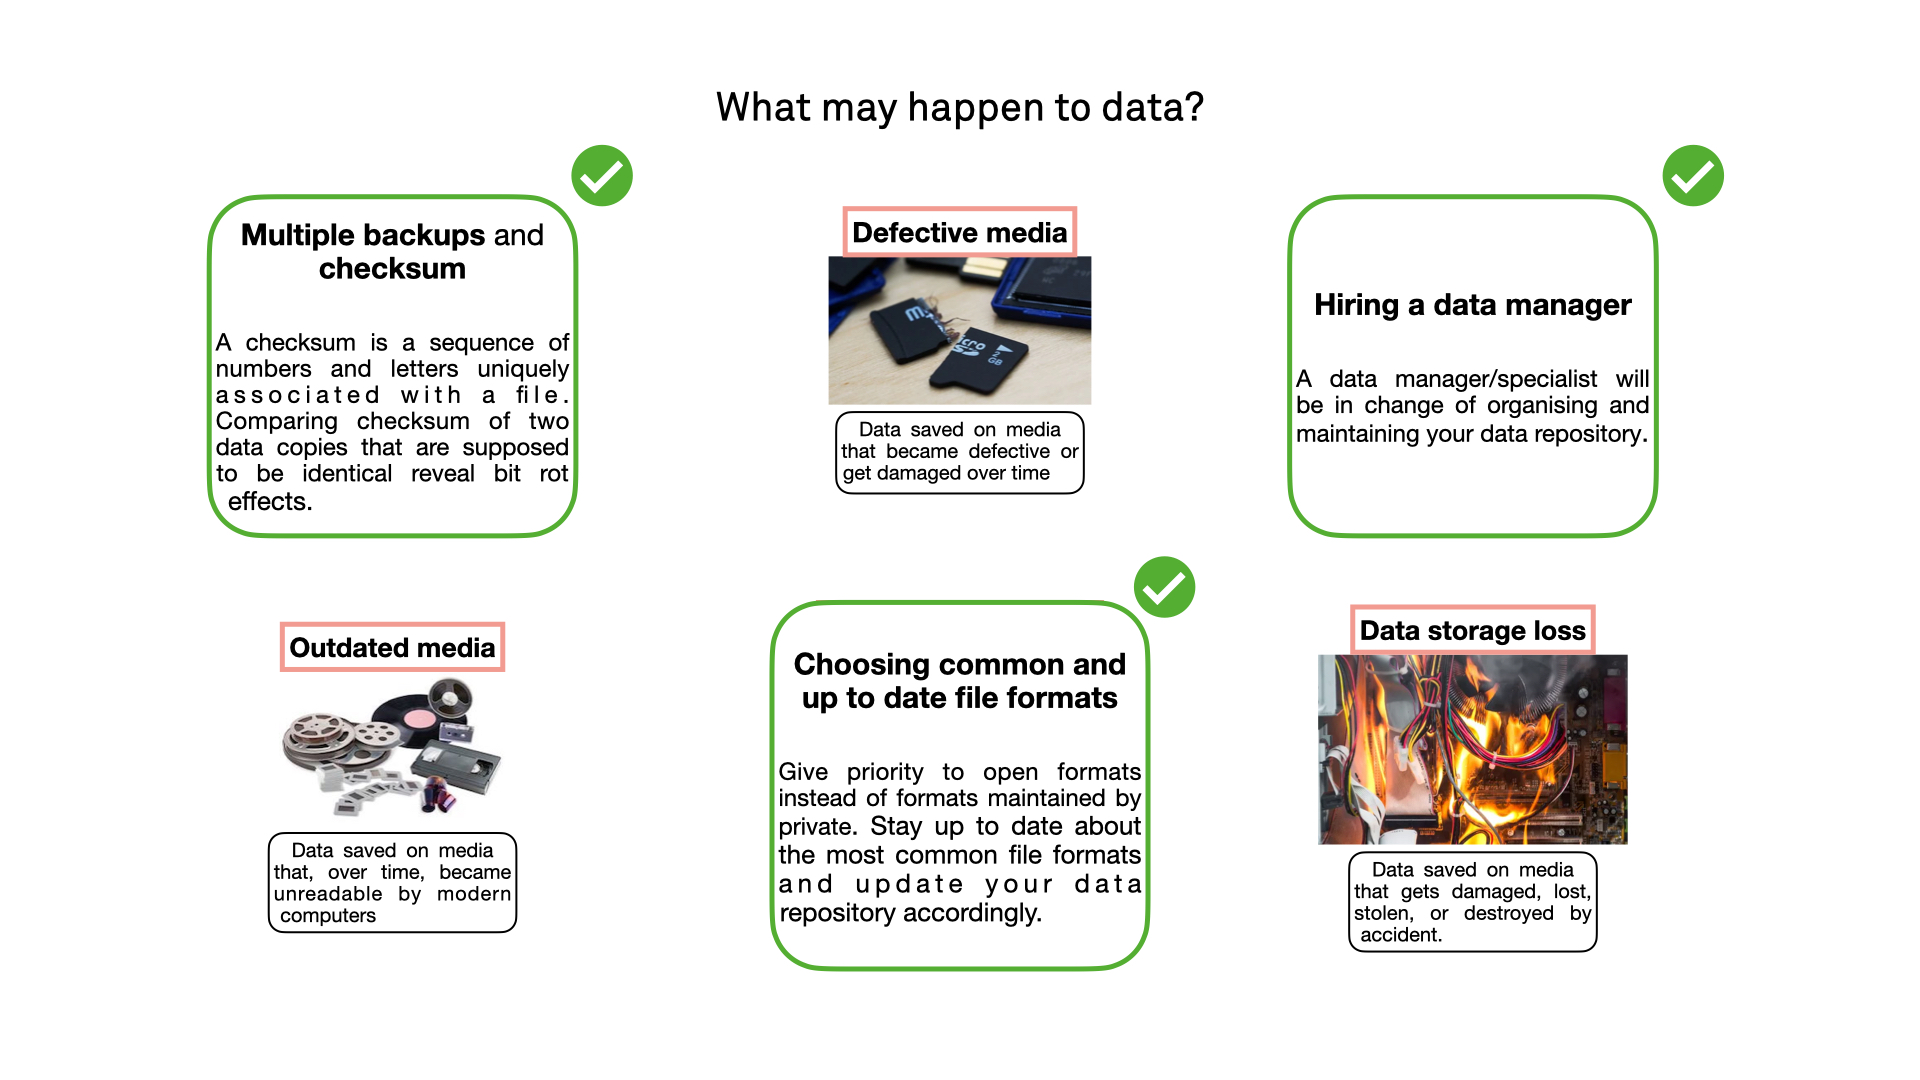 What may happen to data?
Multiple backups and
checksum
A checksum is a sequence of
numbers and letters uniquely
associated with a file.
Comparing checksum of two
data copies that are supposed
to be identical reveal bit rot
effects.
Defective media
micro
2
GB
Data saved on media
that became defective or
get damaged over time
Hiring a data manager
A data manager/specialist will
be in change of organising and
maintaining your data repository.
Outdated media
Data saved on media
that, over time, became
unreadable by modern
computers
Choosing common and
up to date file formats
Give priority to open formats
instead of formats maintained by
private. Stay up to date about
the most common file formats
and update your data
repository accordingly.
Data storage loss
Data saved on media
that gets damaged, lost,
stolen, or destroyed by
accident.